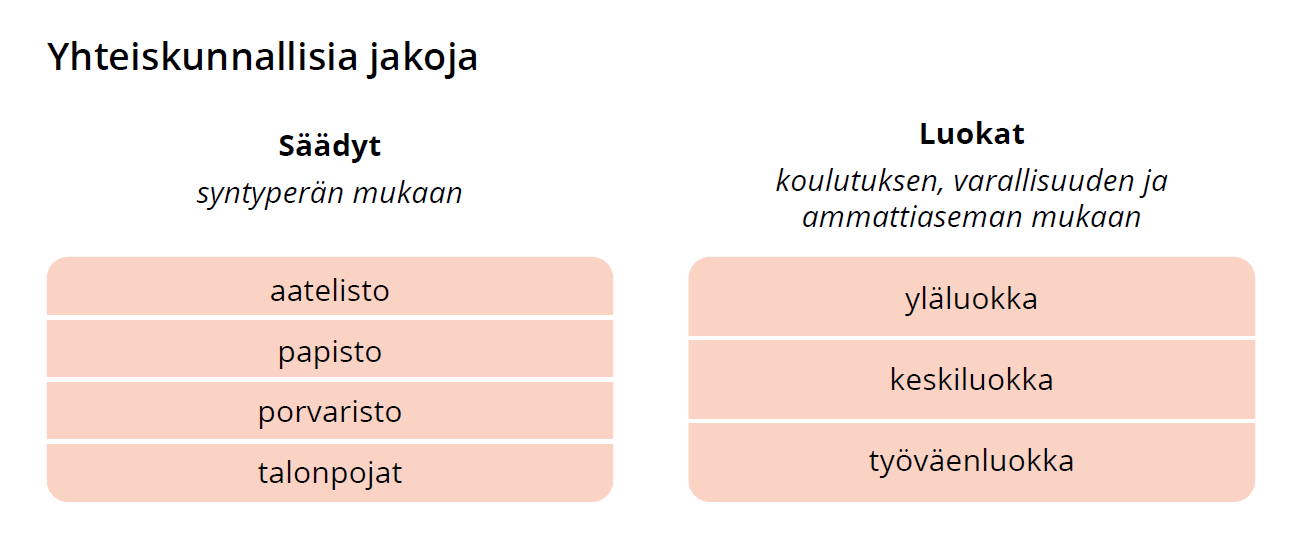 Yhteiskunnallisia jakoja
Säädyt
syntyperän mukaan
aatelisto
papisto
porvaristo
talonpojat
Luokat
koulutuksen, varallisuuden ja
ammattiaseman mukaan
yläluokka
keskiluokka
työväenluokka